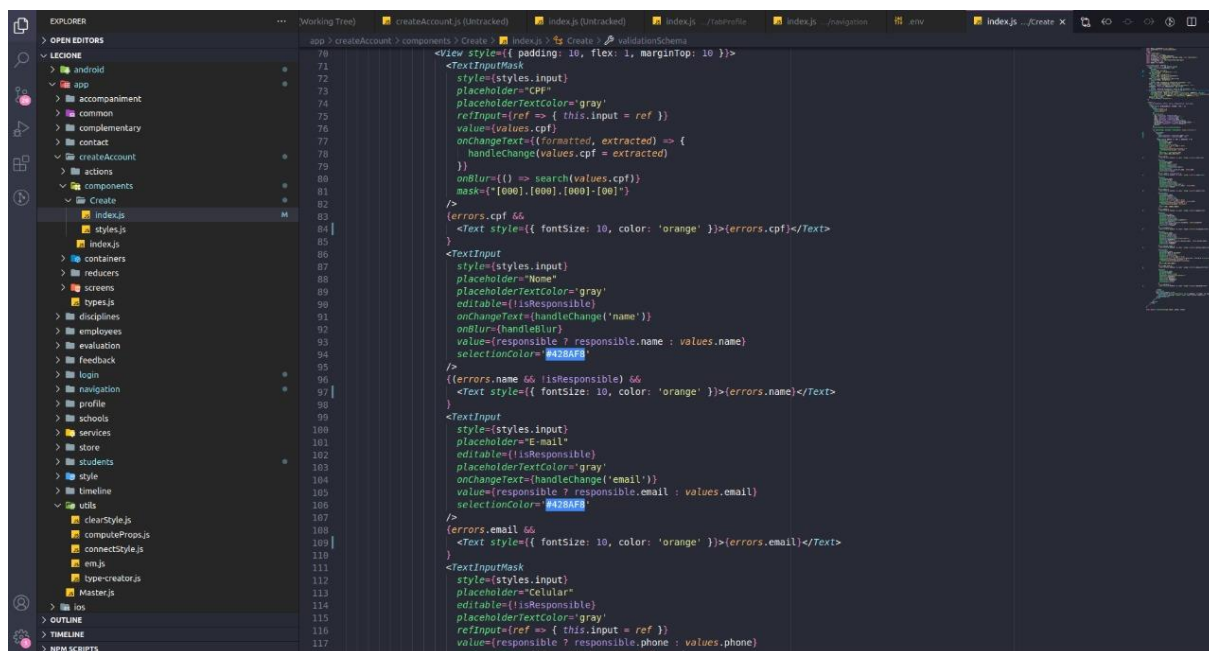 EXPLORER
(Working Tree)
createAccount.js (Untracked)
index.js (Untracked)
index.js .../TabProfile
index.js .../navigation
.env
index.js .../Create
> OPEN EDITORS
LECIONE
app > createAccount > components > Create > index.js > Create > validationSchema
android
app
accompaniment
common
complementary
contact
createAccount
actions
components
Create
index.js M
styles.js
index.js
containers
reducers
screens
types.js
disciplines
employees
evaluation
feedback
login
navigation
profile
schools
services
store
students
style
timeline
utils
clearStyle.js
computeProps.js
connectStyle.js
em.js
type-creator.js
Master.js
ios
> OUTLINE
> TIMELINE
> NPM SCRIPTS
70 <View style={{ padding: 10, flex: 1, marginTop: 10 }}>
71 <TextInputMask
72 style={styles.input}
73 placeholder="CPF"
74 placeholderTextColor='gray'
75 refInput={ref => { this.input = ref }}
76 value={values.cpf}
77 onChangeText={(formatted, extracted) => {
78 handleChange(values.cpf = extracted)
79 }}
80 onBlur={() => search(values.cpf)}
81 mask={"[000].[000].[000]-[00]"}
82 />
83 {errors.cpf &&
84 <Text style={{ fontSize: 10, color: 'orange' }}>{errors.cpf}</Text>
85 }
86 <TextInput
87 style={styles.input}
88 placeholder="Nome"
89 placeholderTextColor='gray'
90 editable={!isResponsible}
91 onChangeText={handleChange('name')}
92 onBlur={handleBlur}
93 value={responsible ? responsible.name : values.name}
94 selectionColor='#428AF8'
95 />
96 {(errors.name && !isResponsible) &&
97 <Text style={{ fontSize: 10, color: 'orange' }}>{errors.name}</Text>
98 }
99 <TextInput
100 style={styles.input}
101 placeholder="E-mail"
102 editable={!isResponsible}
103 placeholderTextColor='gray'
104 onChangeText={handleChange('email')}
105 value={responsible ? responsible.email : values.email}
106 selectionColor='#428AF8'
107 />
108 {errors.email &&
109 <Text style={{ fontSize: 10, color: 'orange' }}>{errors.email}</Text>
110 }
111 <TextInputMask
112 style={styles.input}
113 placeholder="Celular"
114 editable={!isResponsible}
115 placeholderTextColor='gray'
116 refInput={ref => { this.input = ref }}
117 value={responsible ? responsible.phone : values.phone}